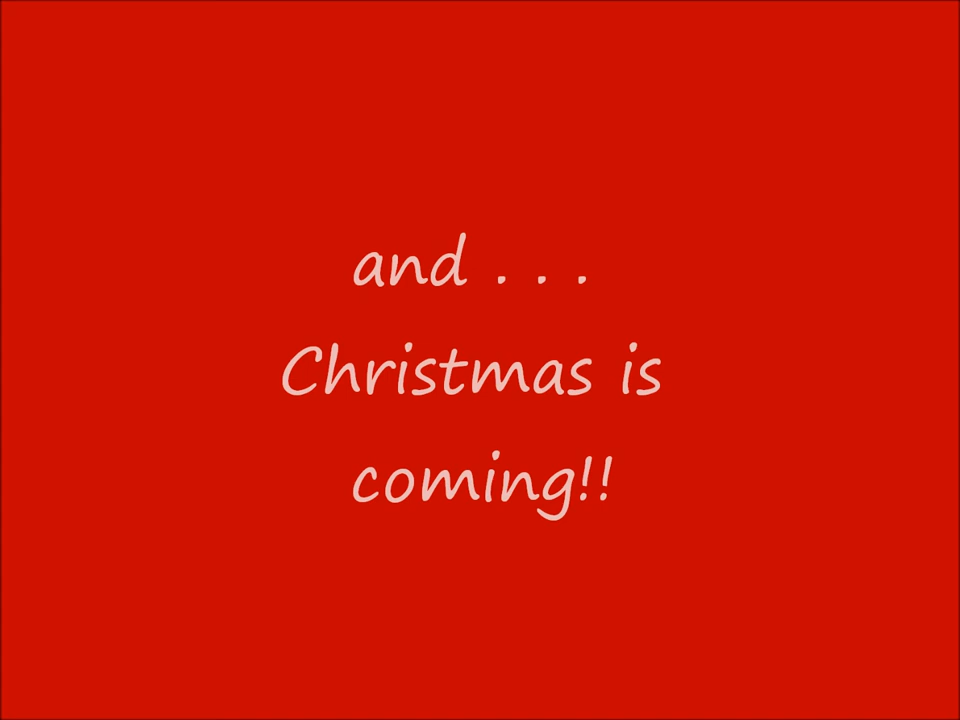 and . . .
Christmas is
coming!!